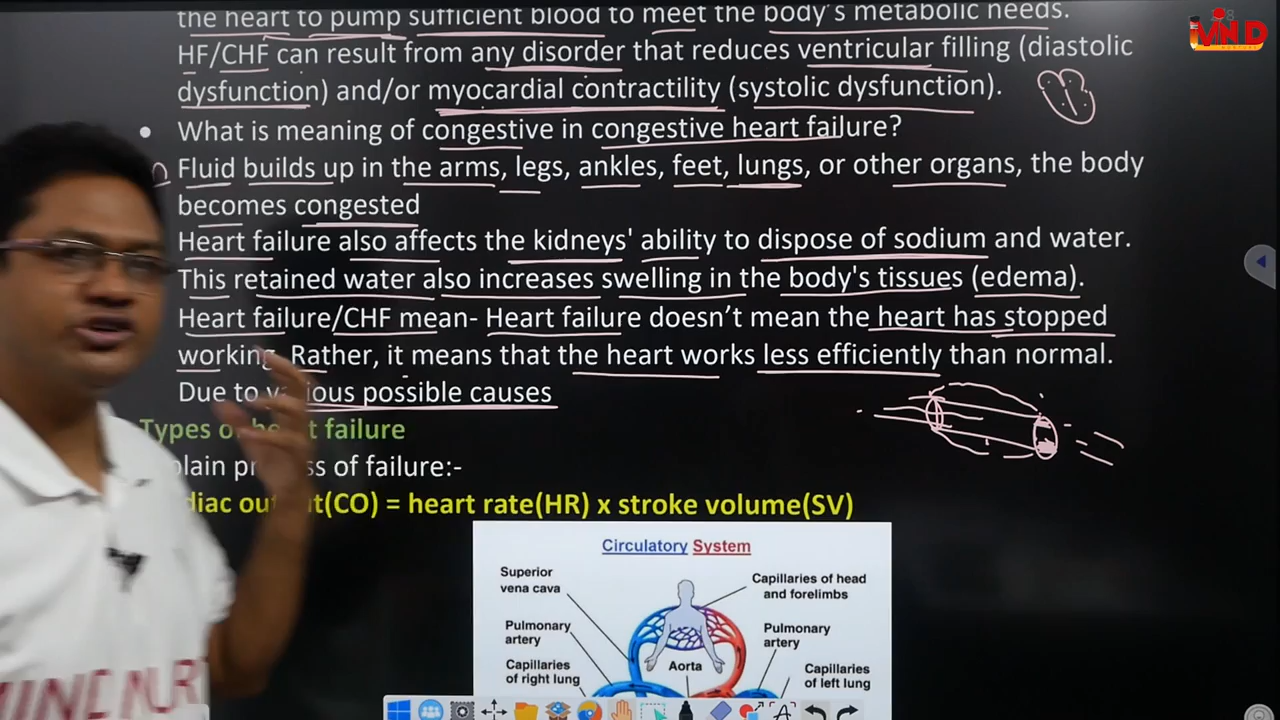 the heart to pump sufficient blood to meet the body's metabolic needs.
HF/CHF can result from any disorder that reduces ventricular filling (diastolic
dysfunction) and/or myocardial contractility (systolic dysfunction).
• What is meaning of congestive in congestive heart failure?
Fluid builds up in the arms, legs, ankles, feet, lungs, or other organs, the body
becomes congested
Heart failure also affects the kidneys' ability to dispose of sodium and water.
This retained water also increases swelling in the body's tissues (edema).
Heart failure/CHF mean- Heart failure doesn't mean the heart has stopped
working. Rather, it means that the heart works less efficiently than normal.
Due to possible causes
Types failure
of failure:-
(CO) = heart rate(HR) x stroke volume(SV)
Circulatory System
Superior
vena cava
Capillaries of head
and forelimbs
Pulmonary
artery
Pulmonary
artery
Aorta
Capillaries
of right lung
Capillaries
of left lung